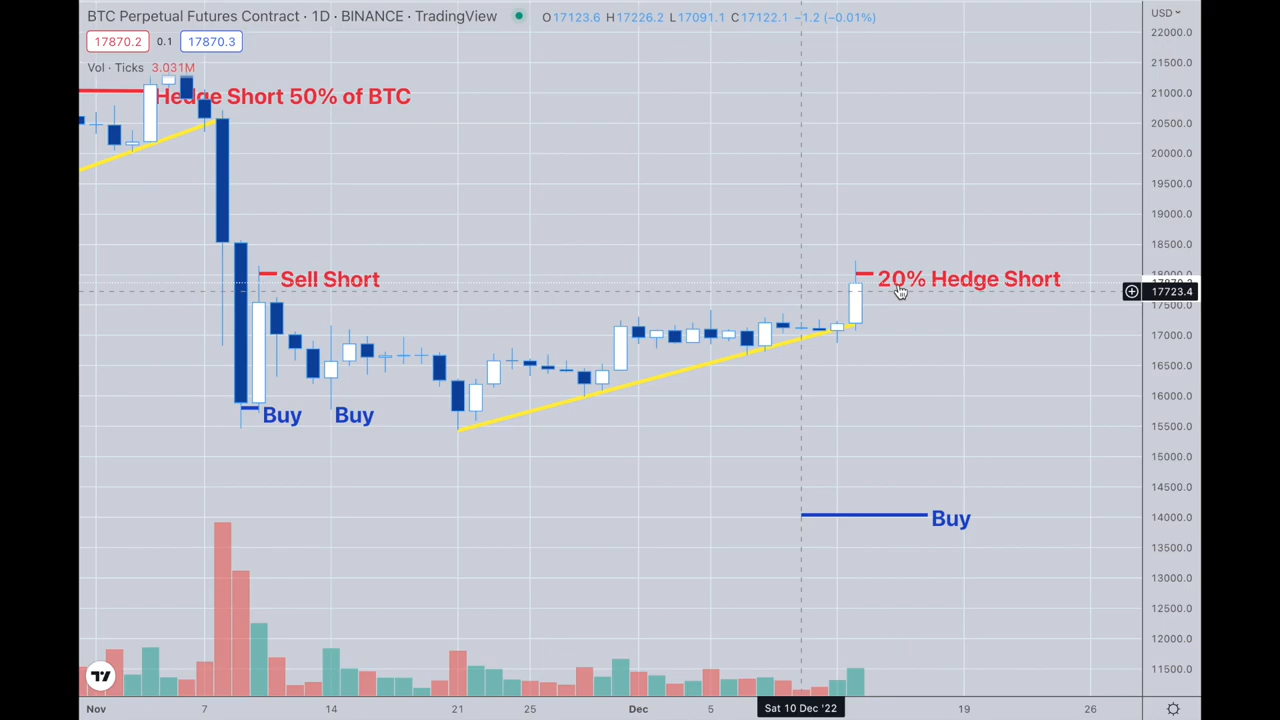 BTC Perpetual Futures Contract · 1D · BINANCE · TradingView O17123.6 H17226.2 L17091.1 C17122.1 −1.2 (−0.01%)
USD
17870.2 0.1 17870.3
Vol · Ticks 3.031M
Hedge Short 50% of BTC
Sell Short
20% Hedge Short
Buy
Buy
Buy
22000.0
21500.0
21000.0
20500.0
20000.0
19500.0
19000.0
18500.0
18000.0
17723.4
17500.0
17000.0
16500.0
16000.0
15500.0
15000.0
14500.0
14000.0
13500.0
13000.0
12500.0
12000.0
11500.0
Nov 7 14 21 25 Dec 5 Sat 10 Dec '22 19 26